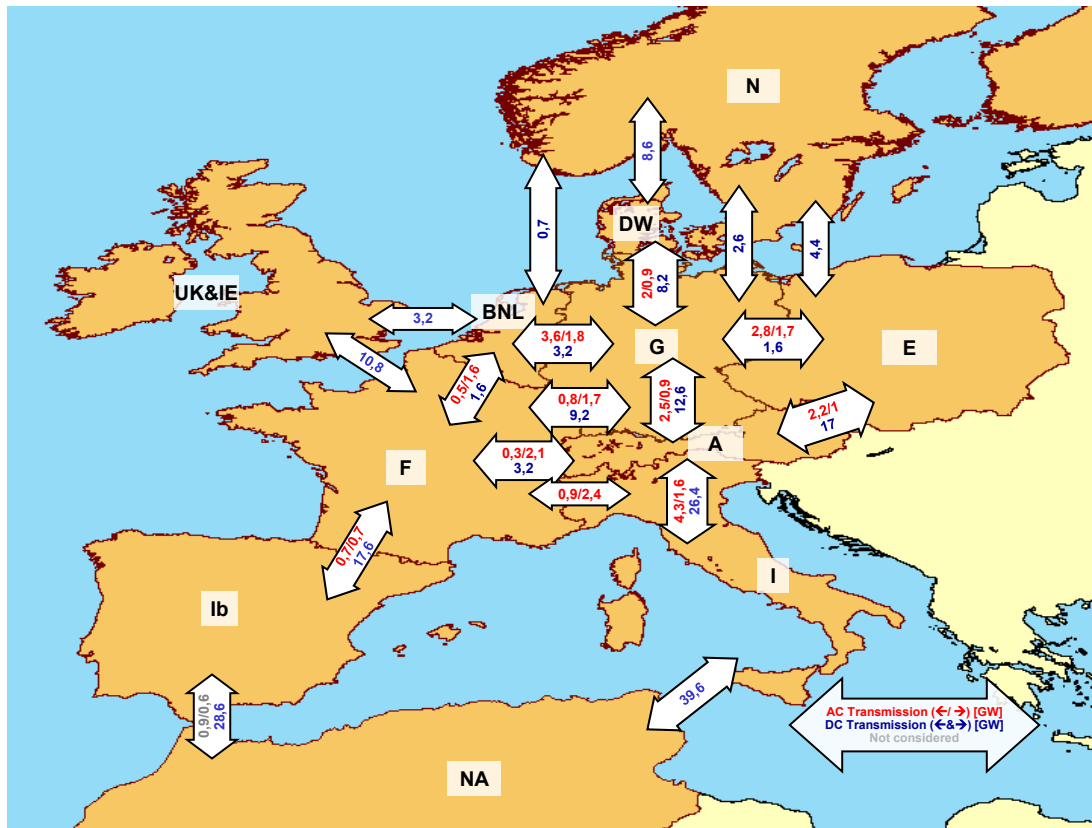 N
8,6
DW
0,7
2,6
4,4
2/0,9
8,2
UK&IE
BNL
3,2
3,6/1,8
3,2
G
2,8/1,7
1,6
E
10,8
0,5/1,6
1,6
0,8/1,7
9,2
2,5/0,9
12,6
2,2/1
17
A
F
0,3/2,1
3,2
0,9/2,4
4,3/1,6
26,4
0,7/0,7
17,6
I
Ib
0,9/0,6
28,6
39,6
AC Transmission (←/ →) [GW]
DC Transmission (←&→) [GW]
Not considered
NA